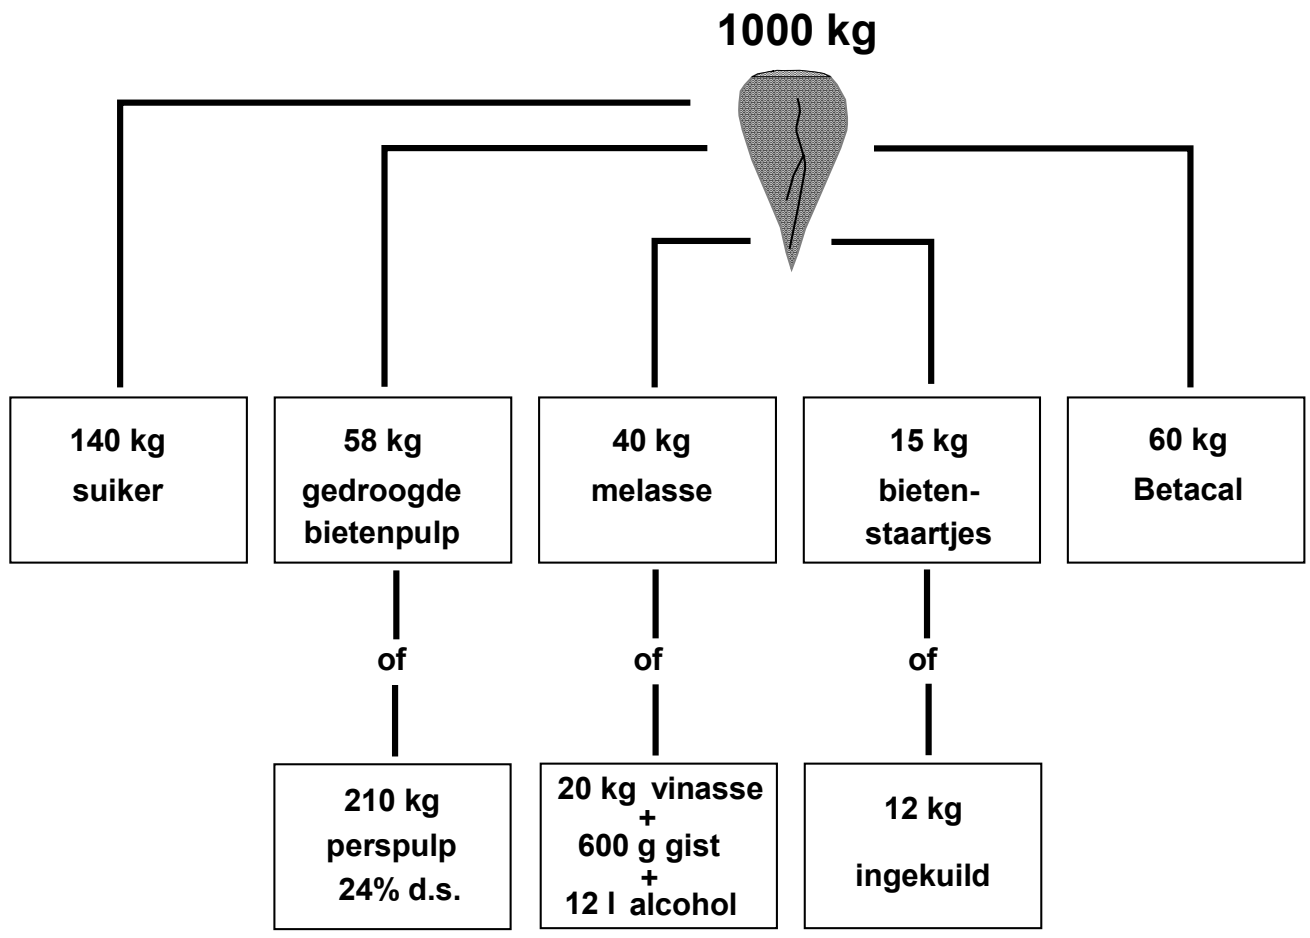 1000 kg
140 kg
suiker
58 kg
gedroogde
bietenpulp
40 kg
melasse
15 kg
bieten-
staartjes
60 kg
Betacal
of
of
of
210 kg
perspulp
24% d.s.
20 kg vinasse
+
600 g gist
+
12 l alcohol
12 kg
ingekuild